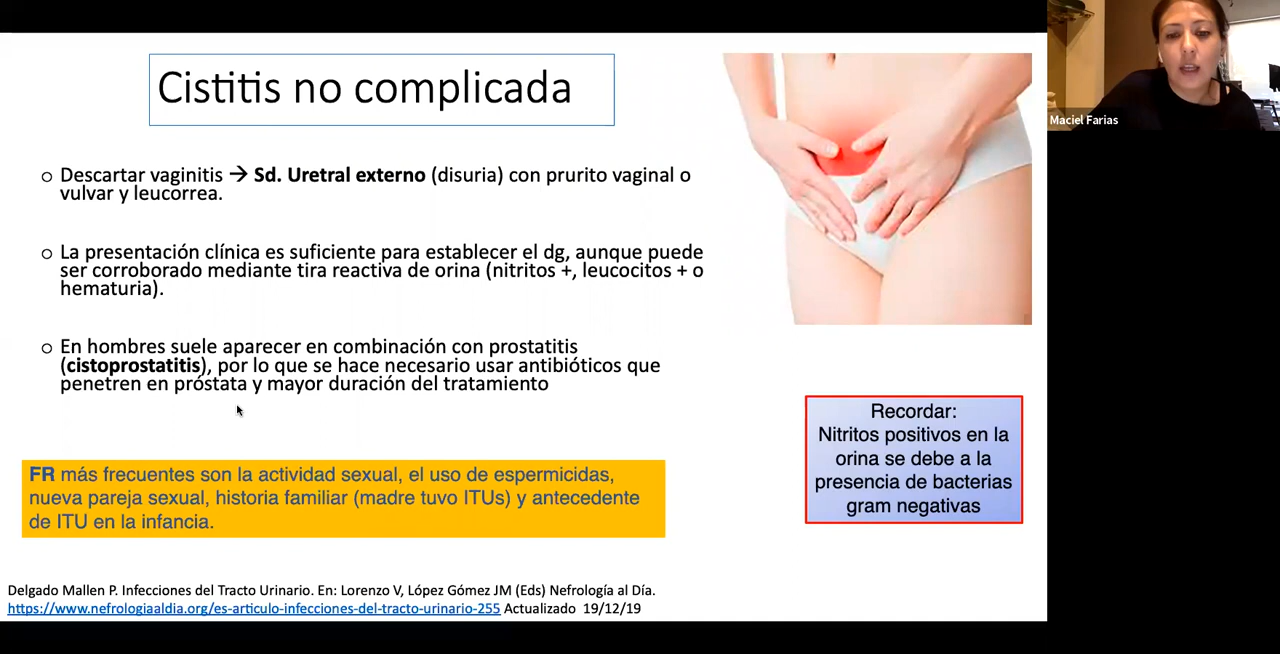 Cistitis no complicada
Maciel Farias
o Descartar vaginitis → Sd. Uretral externo (disuria) con prurito vaginal o
vulvar y leucorrea.
o La presentación clínica es suficiente para establecer el dg, aunque puede
ser corroborado mediante tira reactiva de orina (nitritos +, leucocitos + o
hematuria).
o En hombres suele aparecer en combinación con prostatitis
(cistoprostatitis), por lo que se hace necesario usar antibióticos que
penetren en próstata y mayor duración del tratamiento
Recordar:
Nitritos positivos en la
orina se debe a la
presencia de bacterias
gram negativas
FR más frecuentes son la actividad sexual, el uso de espermicidas,
nueva pareja sexual, historia familiar (madre tuvo ITUs) y antecedente
de ITU en la infancia.
Delgado Mallen P. Infecciones del Tracto Urinario. En: Lorenzo V, López Gómez JM (Eds) Nefrología al Día.
https://www.nefrologiaaldia.org/es-articulo-infecciones-del-tracto-urinario-255 Actualizado 19/12/19